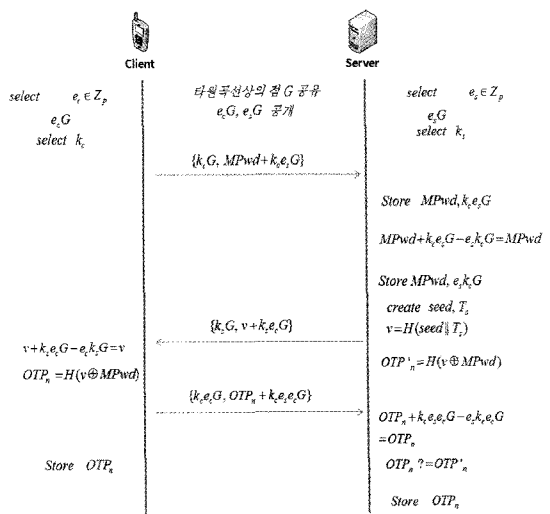 Client
Server
select e_c ∈ Z_p
e_cG
select k_c
타원곡선상의 점 G 공유
e_cG, e_sG 공개
select e_s ∈ Z_p
e_sG
select k_s
{k_cG, MPwd+k_ce_sG}
Store MPwd, k_ce_sG
MPwd+k_ce_sG−e_sk_cG=MPwd
Store MPwd, e_sk_cG
create seed, T_s
{k_sG, v+k_se_cG}
v=H(seed∥T_s)
v+k_se_cG−e_ck_sG=v
OTP_n=H(v⊕MPwd)
OTP'_n=H(v⊕MPwd)
{k_ce_cG, OTP_n+k_ce_se_cG}
OTP_n+k_ce_se_cG−e_sk_ce_cG
=OTP_n
Store OTP_n
OTP_n ?=OTP'_n
Store OTP_n